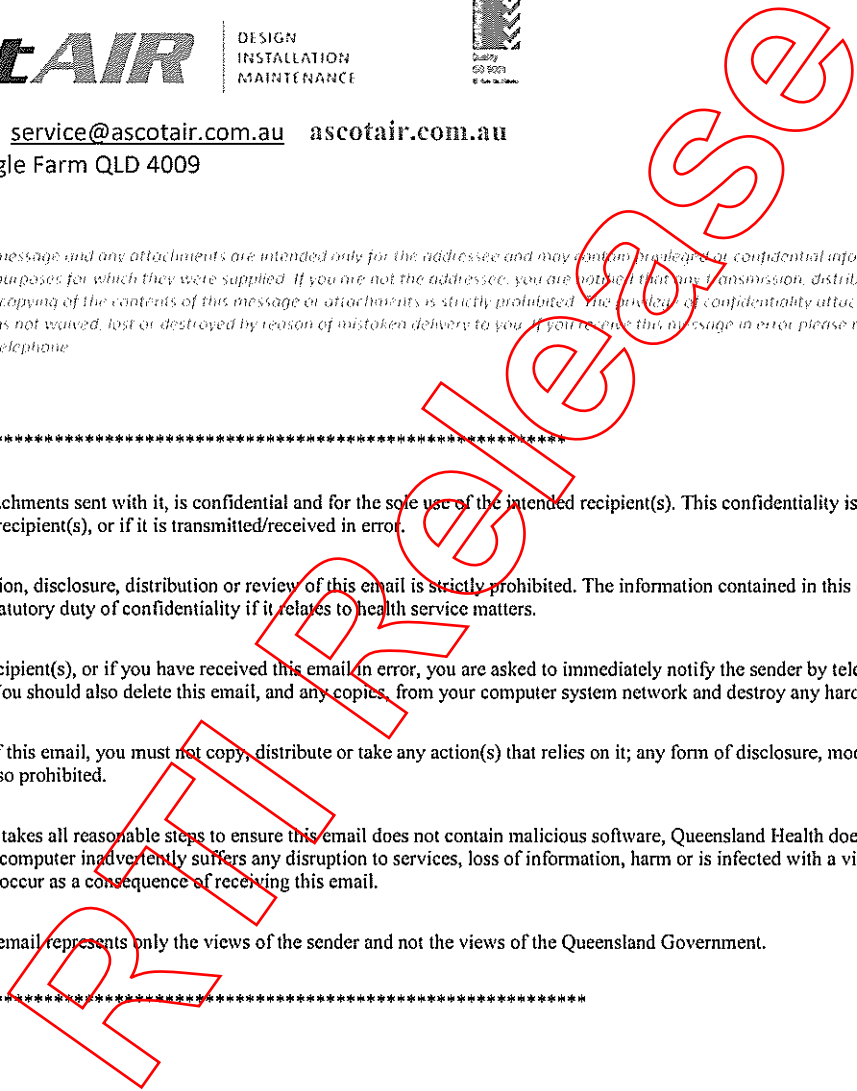 tAIR
DESIGN
INSTALLATION
MAINTENANCE
Quality
ISO 9001
service@ascotair.com.au ascotair.com.au
gle Farm QLD 4009
message and any attachments are intended only for the addressee and may contain privileged or confidential info
purposes for which they were supplied. If you are not the addressee, you are notified that any transmission, distrib
copying of the contents of this message or attachments is strictly prohibited. The privilege of confidentiality attac
is not waived, lost or destroyed by reason of mistaken delivery to you. If you receive this message in error please n
elephone
**********************************************************
chments sent with it, is confidential and for the sole use of the intended recipient(s). This confidentiality is
recipient(s), or if it is transmitted/received in error.
ion, disclosure, distribution or review of this email is strictly prohibited. The information contained in this
atutory duty of confidentiality if it relates to health service matters.
cipient(s), or if you have received this email in error, you are asked to immediately notify the sender by tele
You should also delete this email, and any copies, from your computer system network and destroy any hard
f this email, you must not copy, distribute or take any action(s) that relies on it; any form of disclosure, mod
so prohibited.
takes all reasonable steps to ensure this email does not contain malicious software, Queensland Health doe
computer inadvertently suffers any disruption to services, loss of information, harm or is infected with a vi
occur as a consequence of receiving this email.
email represents only the views of the sender and not the views of the Queensland Government.
************************************************************
RTI Release